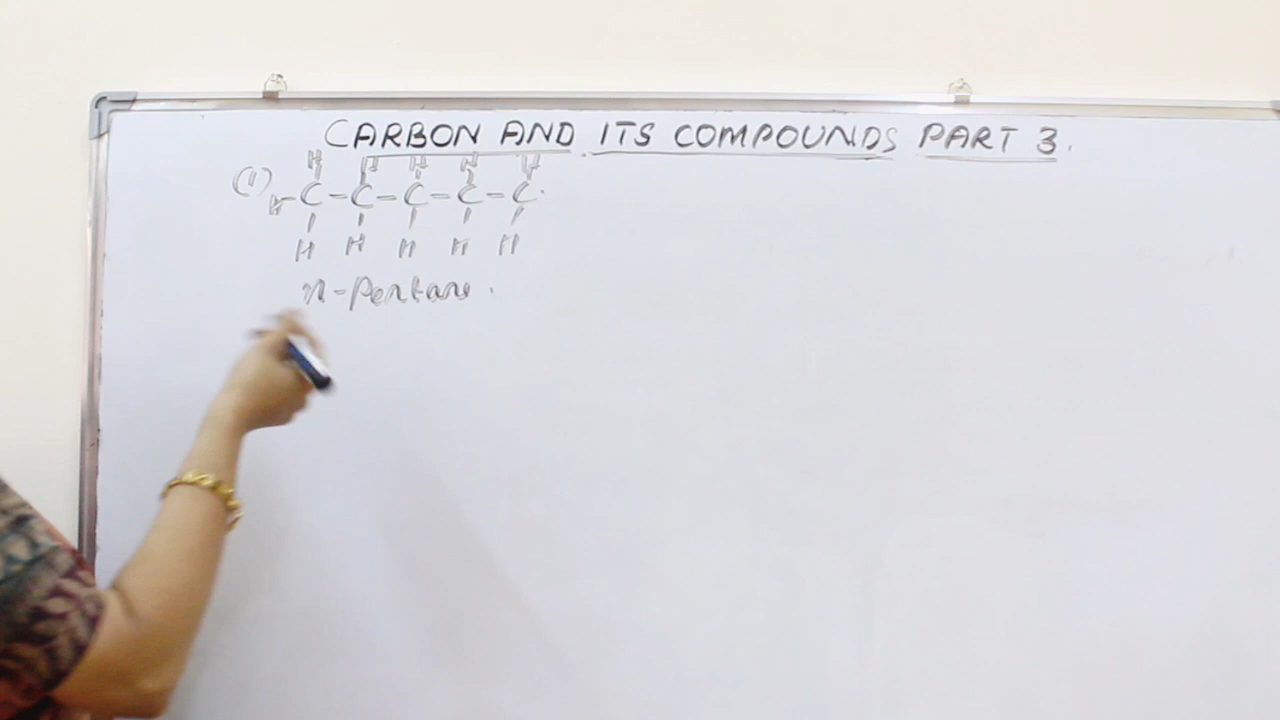 CARBON AND ITS COMPOUNDS PART 3.
H H H H H
(1) H-C-C-C-C-C.
H H H H H
n-Pentane.